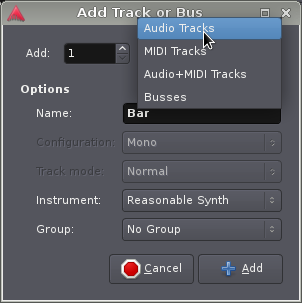 Add Track or Bus
Audio Tracks
Add: 1
MIDI Tracks
Audio+MIDI Tracks
Options
Busses
Name: Bar
Configuration: Mono
Track mode: Normal
Instrument: Reasonable Synth
Group: No Group
Cancel
Add